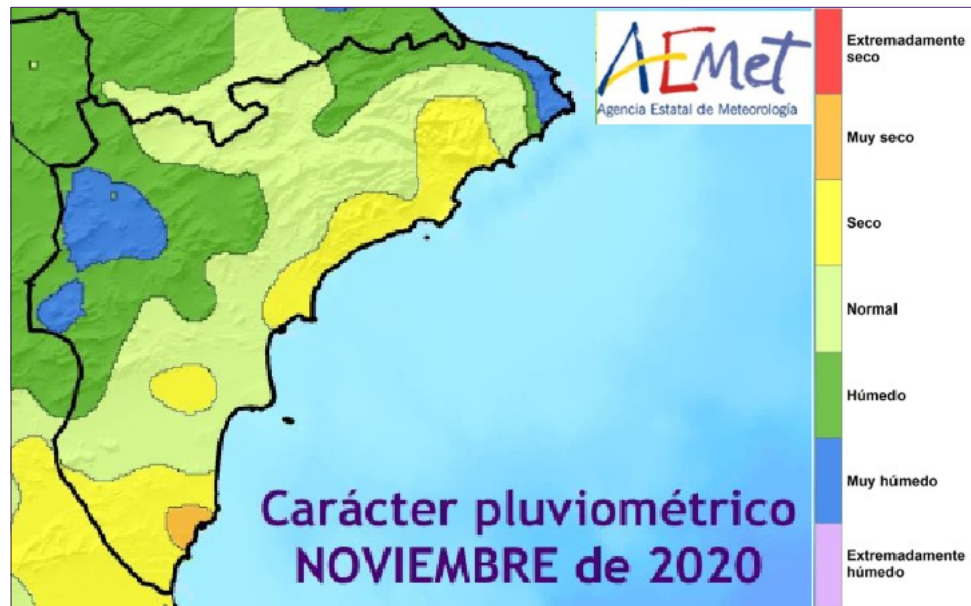 AEMet
Agencia Estatal de Meteorología
Extremadamente
seco
Muy seco
Seco
Normal
Húmedo
Muy húmedo
Extremadamente
húmedo
Carácter pluviométrico
NOVIEMBRE de 2020